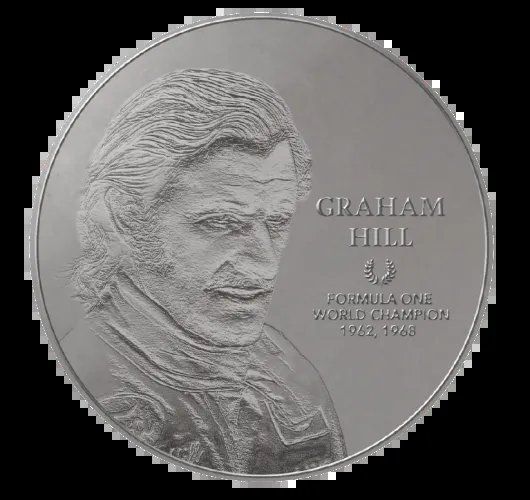 GRAHAM
HILL
FORMULA ONE
WORLD CHAMPION
1962, 1968